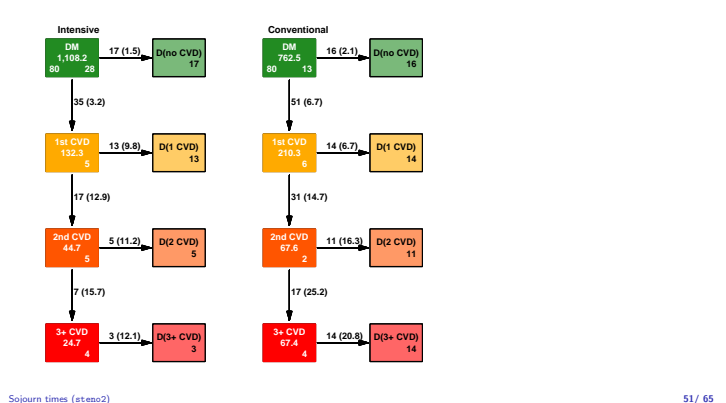 Intensive
DM
1,108.2
80 28
17 (1.5)
D(no CVD)
17
35 (3.2)
1st CVD
132.3
5
13 (9.8)
D(1 CVD)
13
17 (12.9)
2nd CVD
44.7
5
5 (11.2)
D(2 CVD)
5
7 (15.7)
3+ CVD
24.7
4
3 (12.1)
D(3+ CVD)
3
Conventional
DM
762.5
80 13
16 (2.1)
D(no CVD)
16
51 (6.7)
1st CVD
210.3
6
14 (6.7)
D(1 CVD)
14
31 (14.7)
2nd CVD
67.6
2
11 (16.3)
D(2 CVD)
11
17 (25.2)
3+ CVD
67.4
4
14 (20.8)
D(3+ CVD)
14
Sojourn times (steno2)
51/ 65